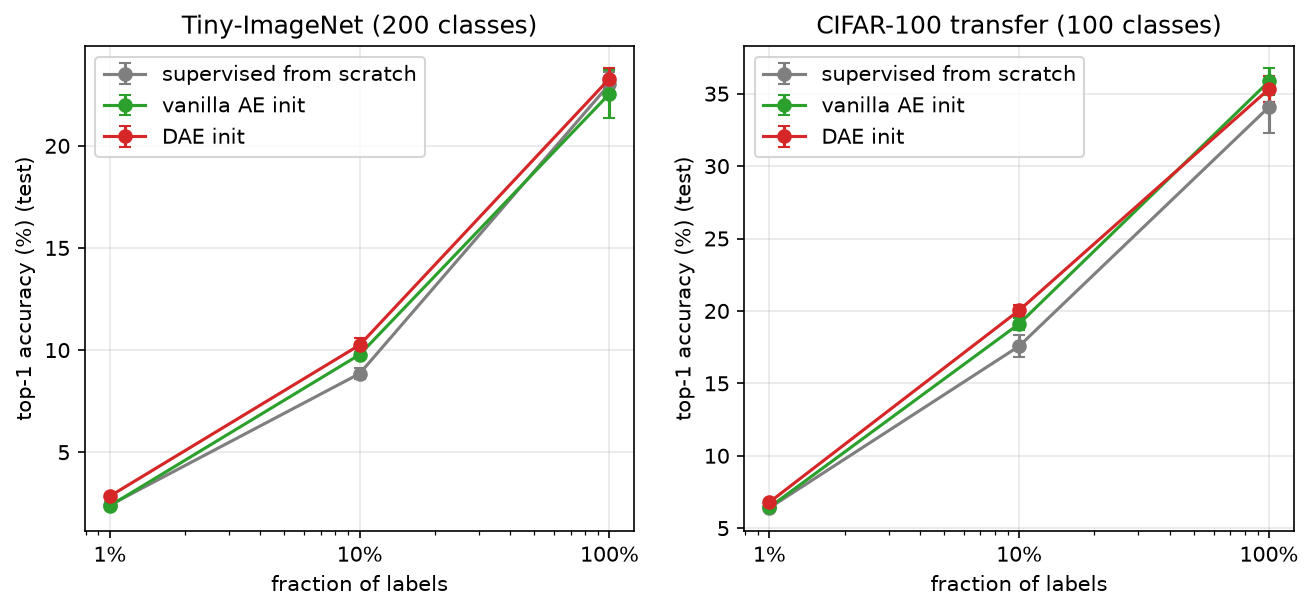 Tiny-ImageNet (200 classes)
supervised from scratch
vanilla AE init
DAE init
top-1 accuracy (%) (test)
20
15
10
5
1%
10%
100%
fraction of labels
CIFAR-100 transfer (100 classes)
supervised from scratch
vanilla AE init
DAE init
top-1 accuracy (%) (test)
35
30
25
20
15
10
5
1%
10%
100%
fraction of labels